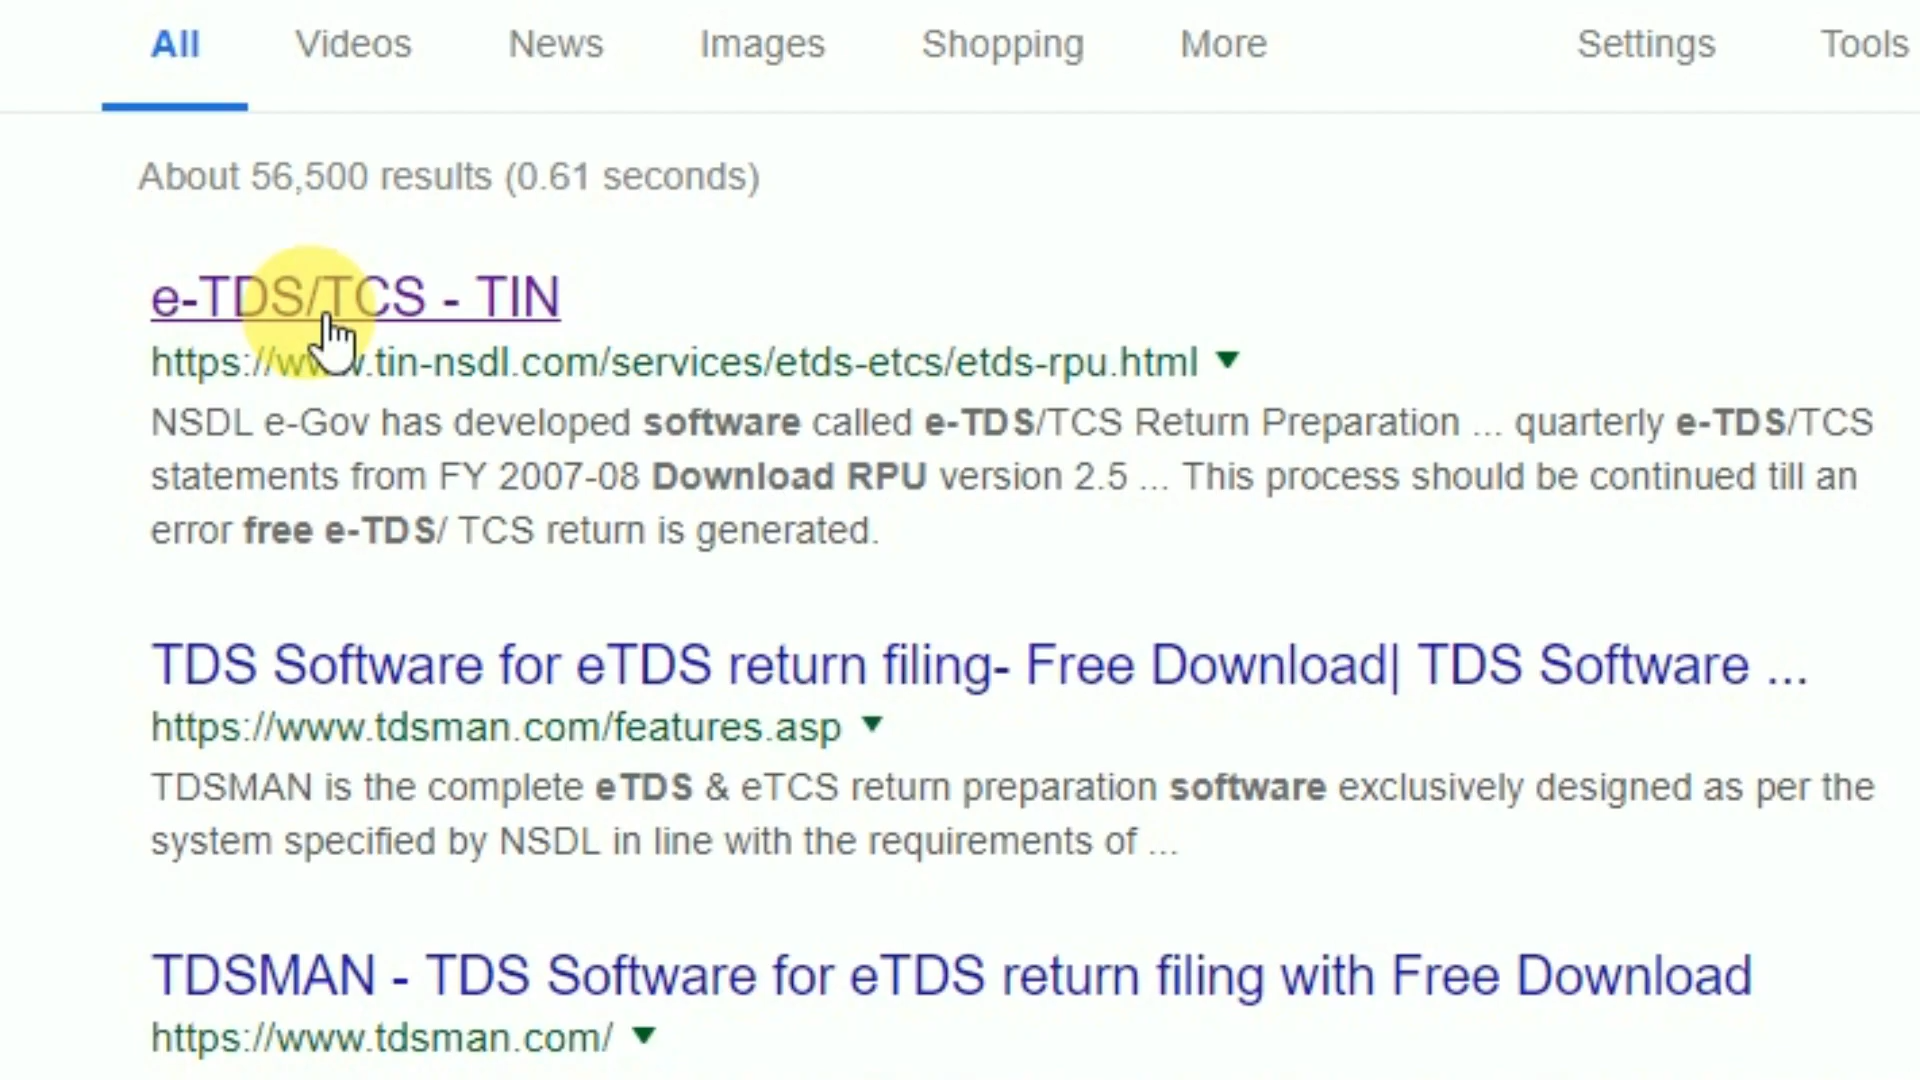 All Videos News Images Shopping More Settings Tools
About 56,500 results (0.61 seconds)
e-TDS/TCS - TIN
https://www.tin-nsdl.com/services/etds-etcs/etds-rpu.html
NSDL e-Gov has developed software called e-TDS/TCS Return Preparation ... quarterly e-TDS/TCS
statements from FY 2007-08 Download RPU version 2.5 ... This process should be continued till an
error free e-TDS/ TCS return is generated.
TDS Software for eTDS return filing- Free Download| TDS Software ...
https://www.tdsman.com/features.asp
TDSMAN is the complete eTDS & eTCS return preparation software exclusively designed as per the
system specified by NSDL in line with the requirements of ...
TDSMAN - TDS Software for eTDS return filing with Free Download
https://www.tdsman.com/